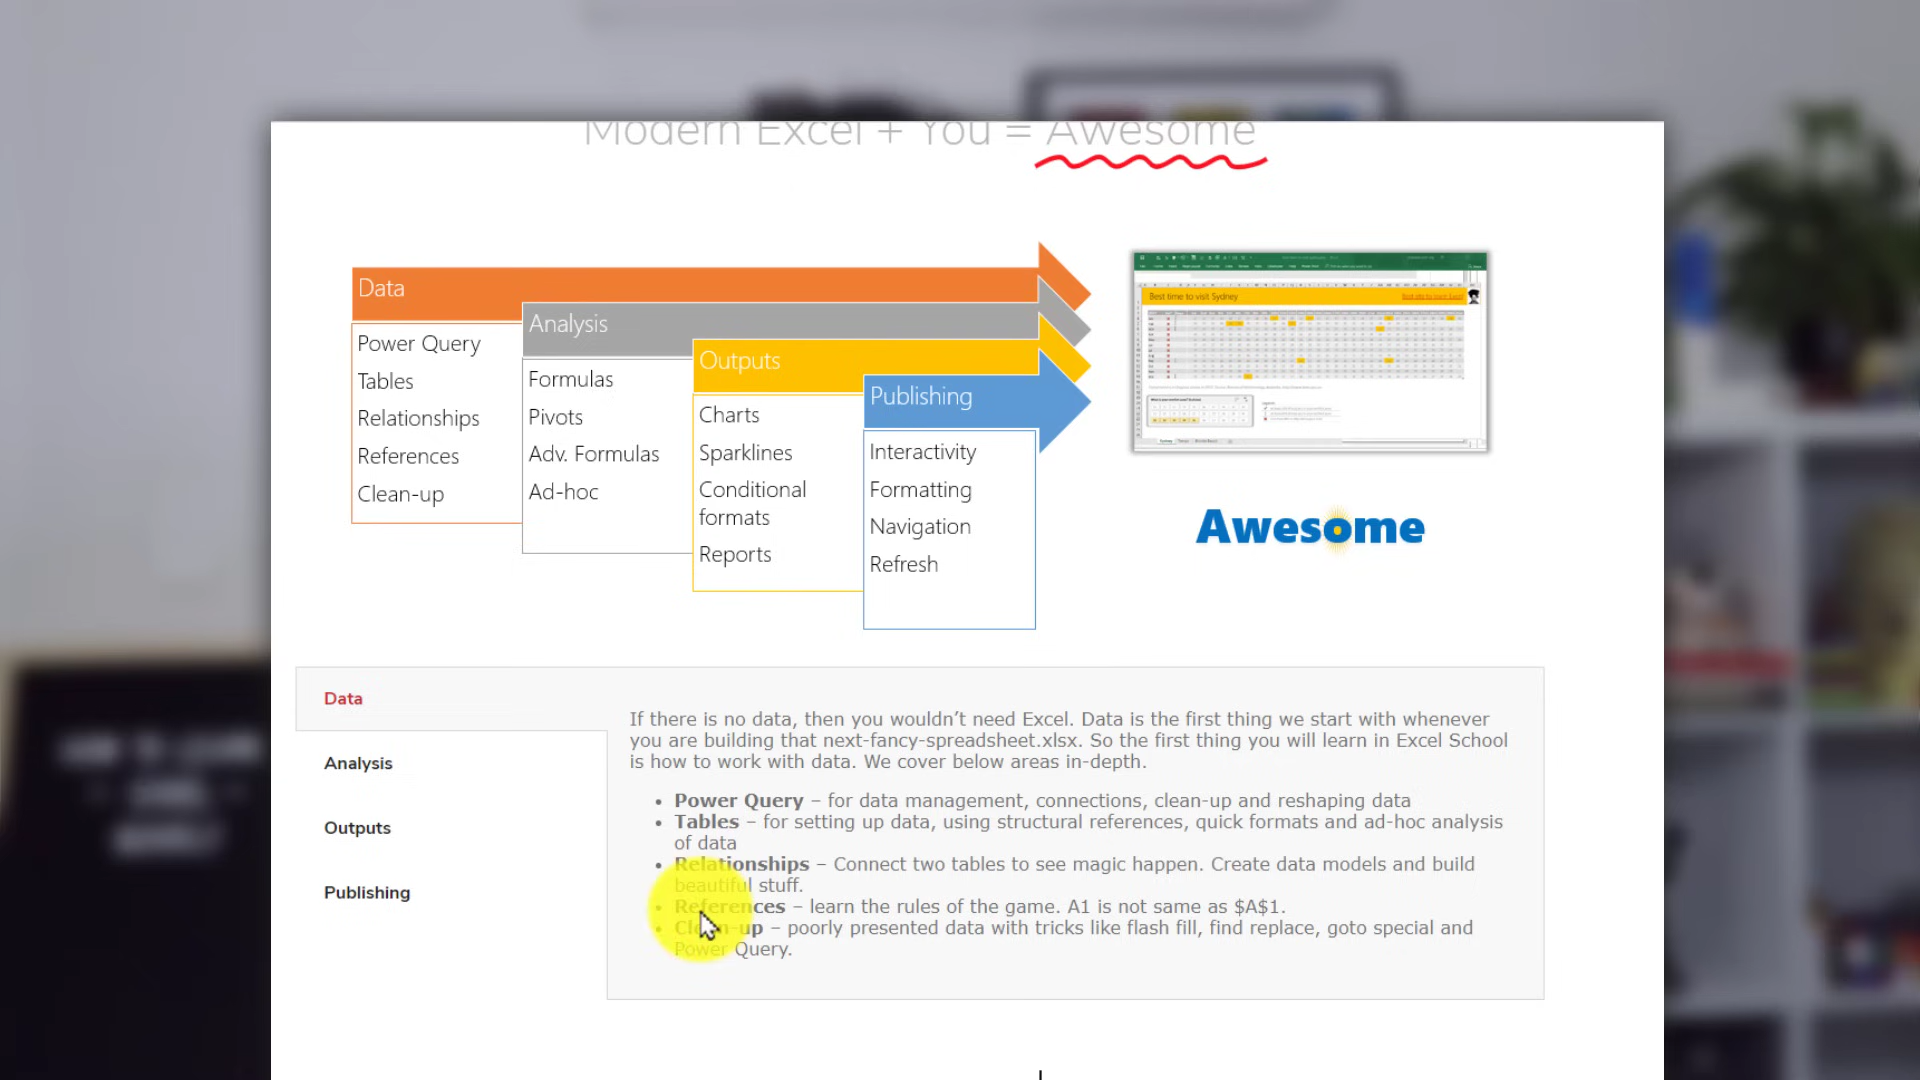 Modern Excel + You = Awesome
Data
Analysis
Outputs
Publishing
Power Query
Tables
Relationships
References
Clean-up
Formulas
Pivots
Adv. Formulas
Ad-hoc
Charts
Sparklines
Conditional
formats
Reports
Interactivity
Formatting
Navigation
Refresh
Best time to visit Sydney
Awesome
Data
Analysis
Outputs
Publishing
If there is no data, then you wouldn’t need Excel. Data is the first thing we start with whenever
you are building that next-fancy-spreadsheet.xlsx. So the first thing you will learn in Excel School
is how to work with data. We cover below areas in-depth.
• Power Query – for data management, connections, clean-up and reshaping data
• Tables – for setting up data, using structural references, quick formats and ad-hoc analysis
of data
• Relationships – Connect two tables to see magic happen. Create data models and build
beautiful stuff.
• References – learn the rules of the game. A1 is not same as $A$1.
• Clean-up – poorly presented data with tricks like flash fill, find replace, goto special and
Power Query.